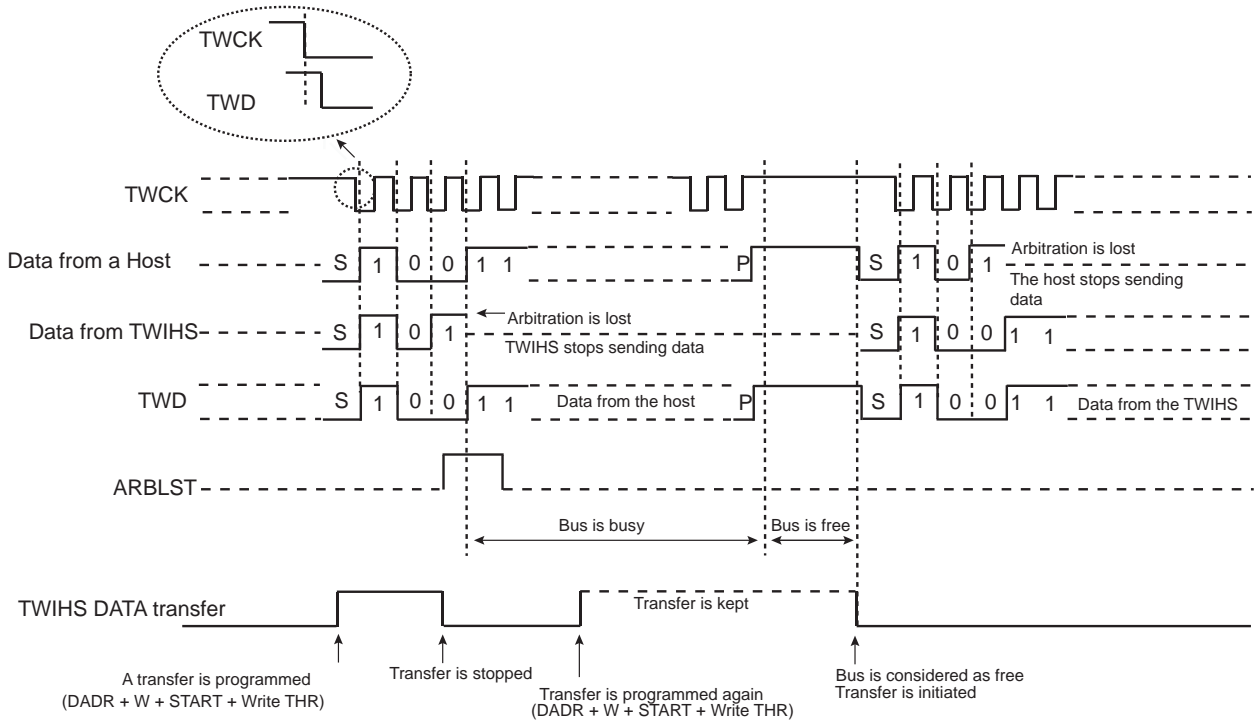 TWCK
TWD
TWCK
Data from a Host
S 1 0 0 1 1
P
S 1 0 1
Arbitration is lost
The host stops sending
data
Data from TWIHS
S 1 0 1
Arbitration is lost
TWIHS stops sending data
S 1 0 0 1 1
TWD
S 1 0 0 1 1
Data from the host
P
S 1 0 0 1 1
Data from the TWIHS
ARBLST
Bus is busy
Bus is free
TWIHS DATA transfer
Transfer is kept
A transfer is programmed
(DADR + W + START + Write THR)
Transfer is stopped
Transfer is programmed again
(DADR + W + START + Write THR)
Bus is considered as free
Transfer is initiated